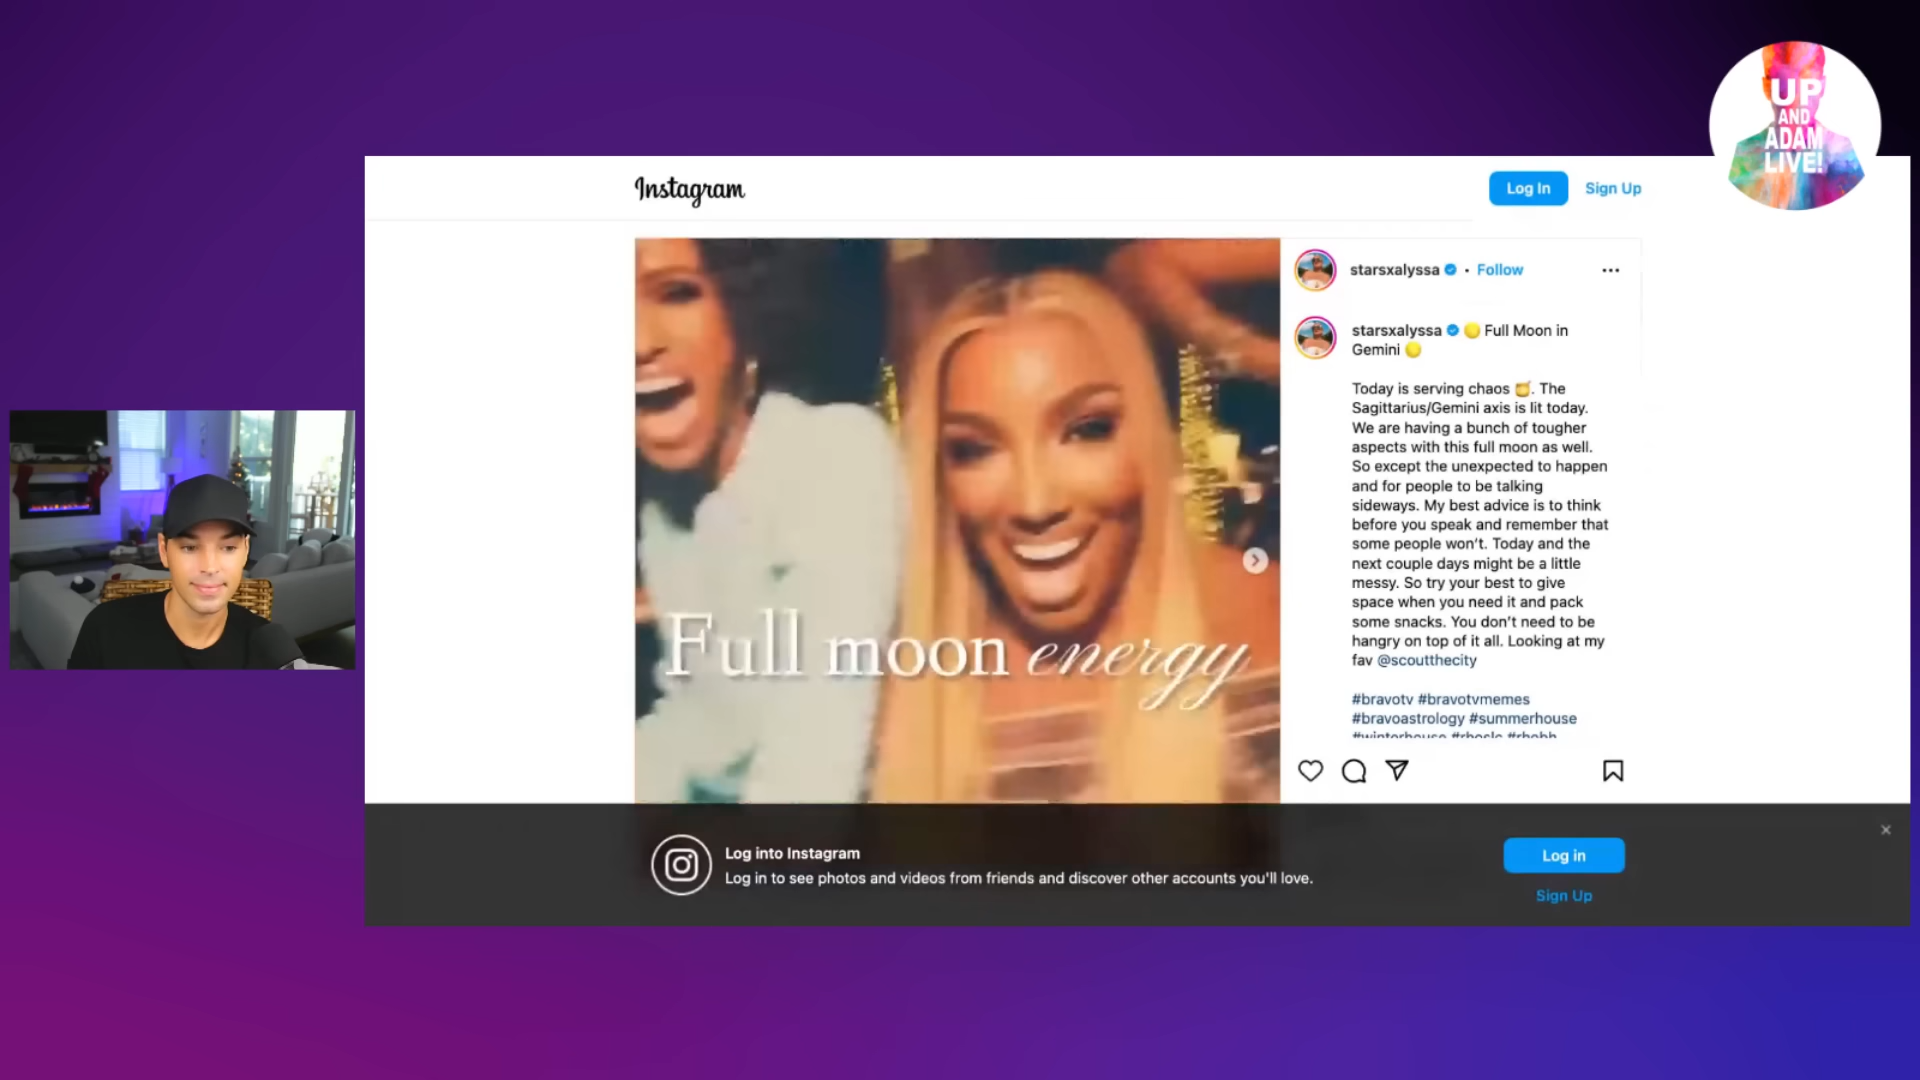 UP
AND
ADAM
LIVE!
Instagram
Log In
Sign Up
starsxalyssa • Follow
starsxalyssa Full Moon in
Gemini
Today is serving chaos. The
Sagittarius/Gemini axis is lit today.
We are having a bunch of tougher
aspects with this full moon as well.
So except the unexpected to happen
and for people to be talking
sideways. My best advice is to think
before you speak and remember that
some people won't. Today and the
next couple days might be a little
messy. So try your best to give
space when you need it and pack
some snacks. You don't need to be
hangry on top of it all. Looking at my
fav @scoutthecity
#bravotv #bravotvmemes
#bravoastrology #summerhouse
#winterhouse #rhoslc #rhobh
Full moon energy
Log into Instagram
Log in to see photos and videos from friends and discover other accounts you'll love.
Log in
Sign Up